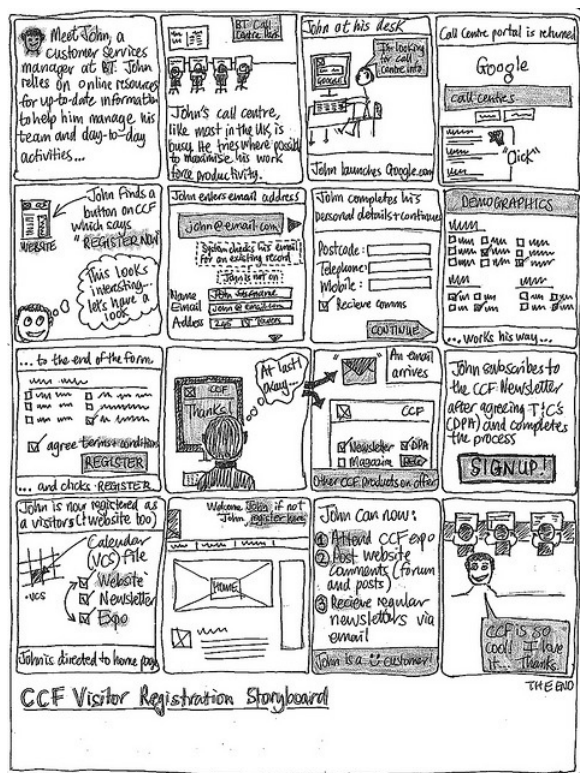 Meet John, a
customer services
manager at BT. John
relies on online resources
for up-to-date information
to help him manage his
team and day-to-day
activities...
BT Call
Centre
John's call centre,
like most in the UK, is
busy. He tries where possible
to maximise his work
force productivity.
John at his desk
I'm looking
for call
centre info
GOOGLE
John launches Google.com
Call Centre portal is returned
Google
call centres
"Click"
John finds a
button on CCF
which says
"REGISTER NOW
WEBSITE
This looks
interesting...
let's have a
look
John enters email address
john@email.com
System checks his email
for an existing record
John is not on
Name
Email
Address
John completes his
personal details + continues
Postcode:
Telephone:
Mobile:
Recieve comms
CONTINUE
DEMOGRAPHICS
...works his way...
... to the end of the form
agree terms + conditions
REGISTER
... and clicks REGISTER
CCF
Thanks!
At last!
okay...
An email
arrives
CCF
Newsletter
DPA
Magazine
Other CCF products on offer
John subscribes to
the CCF Newsletter
after agreeing T+C's
(DPA) and completes
the process
SIGNUP!
John is now registered as
a visitors (+website too)
Calendar
(VCS) file
.VCS
Website
Newsletter
Expo
John is directed to home page
Welcome John if not
John register here
HOME
John can now:
1 Attend CCF expo
2 Post website
comments (forum
and posts)
3 Recieve regular
newsletters via
email
John is a customer!
CCF is so
cool! I love
it... Thanks.
THE END
CCF Visitor Registration Storyboard